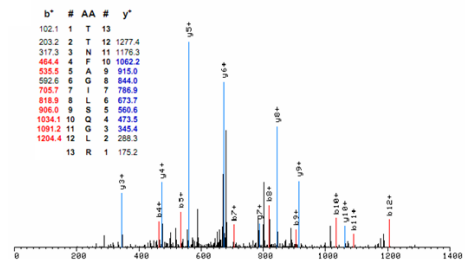 b⁺ # AA # y⁺
102.1 1 T 13
203.2 2 T 12 1277.4
317.3 3 N 11 1176.3
464.4 4 F 10 1062.2
535.5 5 A 9 915.0
592.6 6 G 8 844.0
705.7 7 I 7 786.9
818.9 8 L 6 673.7
906.0 9 S 5 560.6
1034.1 10 Q 4 473.5
1091.2 11 G 3 345.4
1204.4 12 L 2 288.3
13 R 1 175.2
y5+
y6+
y8+
y3+
y4+
y9+
b4+
b5+
b7+
y7+
b8+
b9+
b10+
y10+
b11+
b12+
0 200 400 600 800 1000 1200 1400